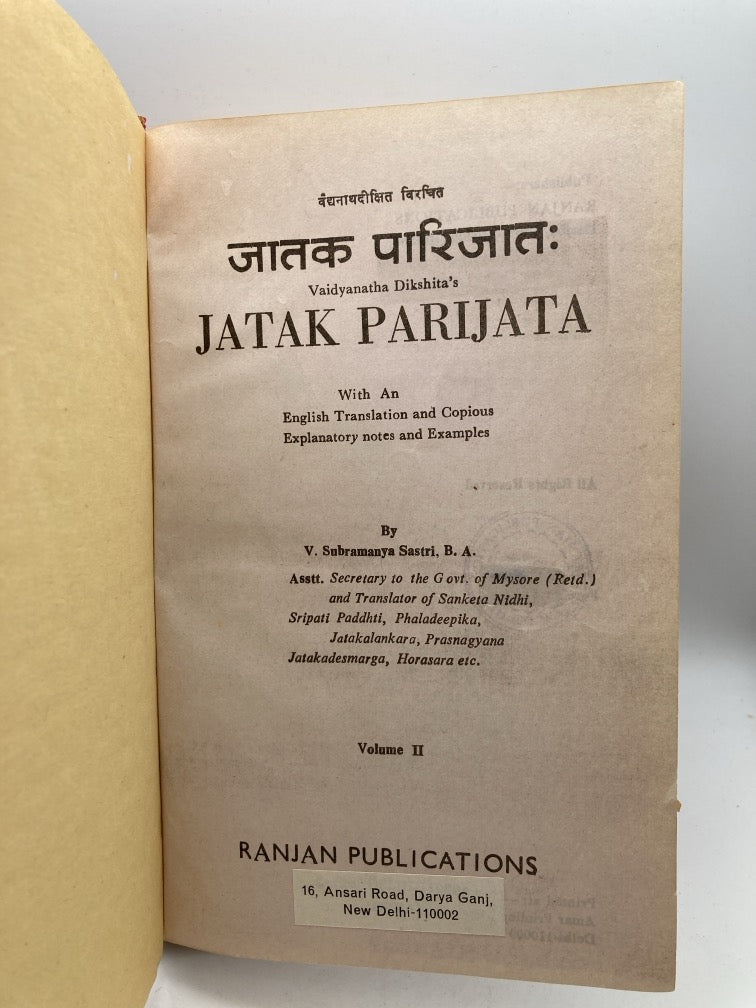 वैद्यनाथदीक्षित विरचित
जातक पारिजातः
Vaidyanatha Dikshita's
JATAK PARIJATA
With An
English Translation and Copious
Explanatory notes and Examples
By
V. Subramanya Sastri, B. A.
Asstt. Secretary to the Govt. of Mysore (Retd.)
and Translator of Sanketa Nidhi,
Sripati Paddhti, Phaladeepika,
Jatakalankara, Prasnagyana
Jatakadesmarga, Horasara etc.
Volume II
RANJAN PUBLICATIONS
16, Ansari Road, Darya Ganj,
New Delhi-110002